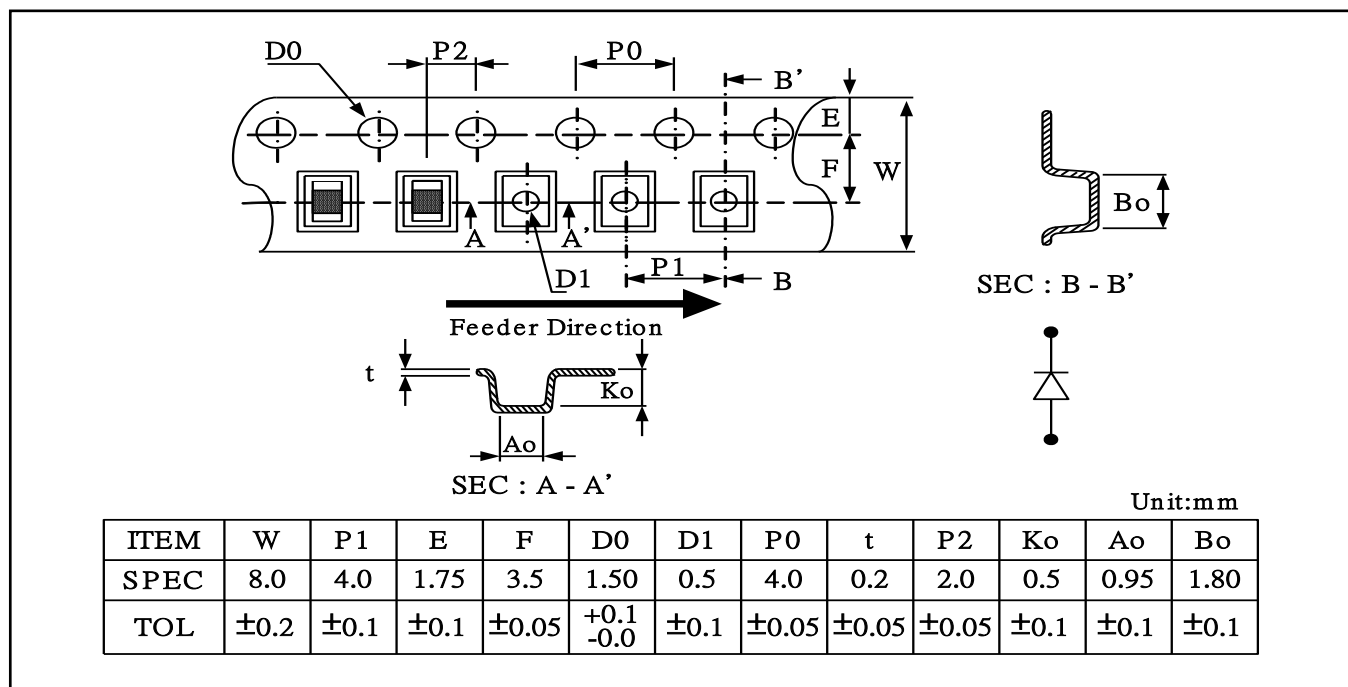 D0
P2
P0
B’
E
F
W
A
A’
P1
D1
B
Bo
SEC : B - B’
Feeder Direction
t
Ko
Ao
SEC : A - A’
Unit:mm
ITEM W P1 E F D0 D1 P0 t P2 Ko Ao Bo
SPEC 8.0 4.0 1.75 3.5 1.50 0.5 4.0 0.2 2.0 0.5 0.95 1.80
TOL ±0.2 ±0.1 ±0.1 ±0.05 +0.1 -0.0 ±0.1 ±0.05 ±0.05 ±0.05 ±0.1 ±0.1 ±0.1